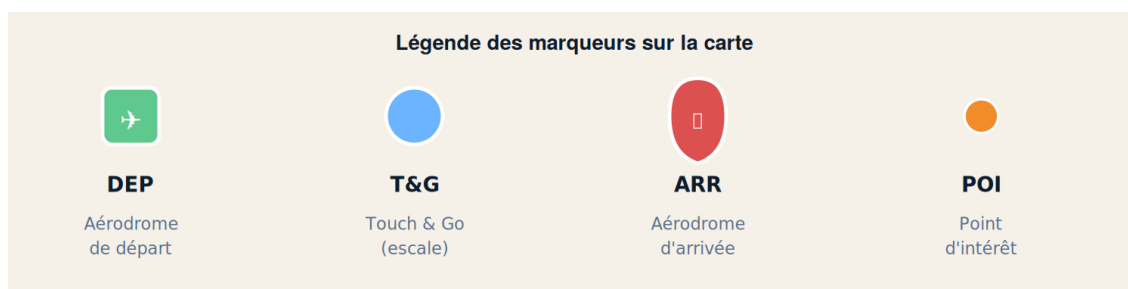 Légende des marqueurs sur la carte
DEP
T&G
ARR
POI
Aérodrome
de départ
Touch & Go
(escale)
Aérodrome
d'arrivée
Point
d'intérêt